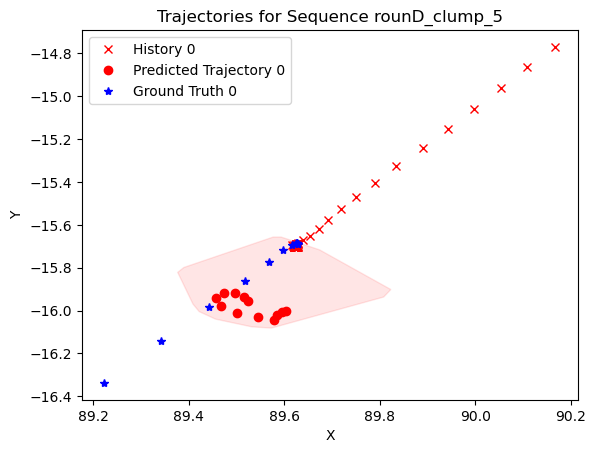 Trajectories for Sequence rounD_clump_5
History 0
Predicted Trajectory 0
Ground Truth 0
Y
−14.8
−15.0
−15.2
−15.4
−15.6
−15.8
−16.0
−16.2
−16.4
89.2 89.4 89.6 89.8 90.0 90.2
X